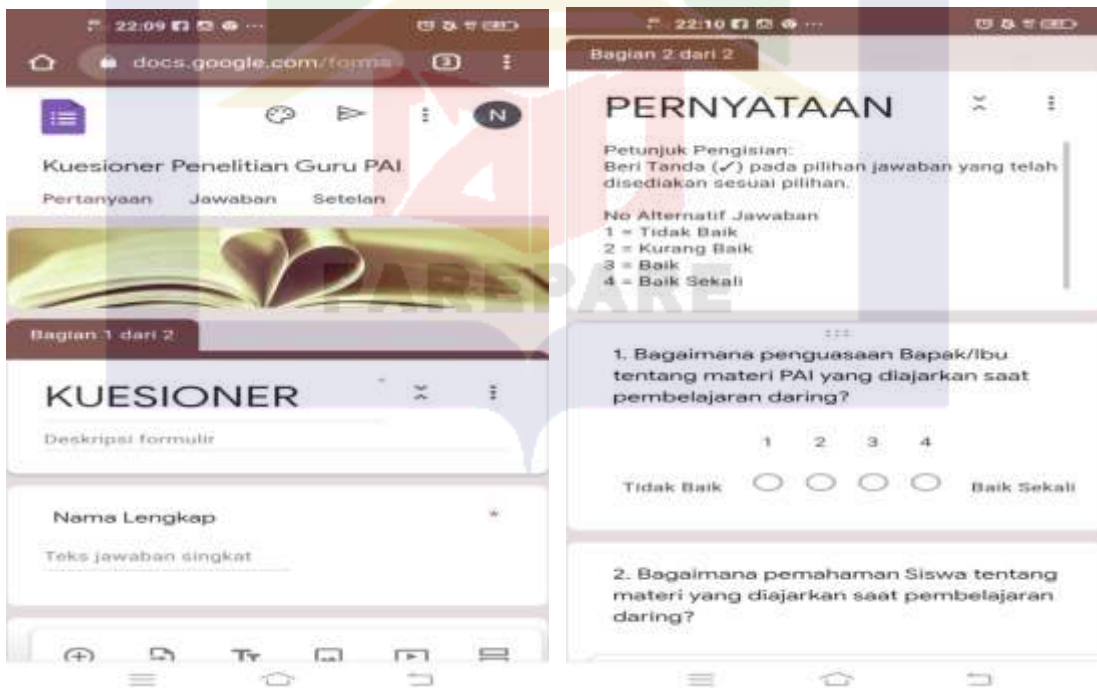 22:09
docs.google.com/forms
N
Kuesioner Penelitian Guru PAI
Pertanyaan Jawaban Setelan
Bagian 1 dari 2
KUESIONER
Deskripsi formulir
Nama Lengkap *
Teks jawaban singkat
22:10
Bagian 2 dari 2
PERNYATAAN
Petunjuk Pengisian:
Beri Tanda (✓) pada pilihan jawaban yang telah
disediakan sesuai pilihan.
No Alternatif Jawaban
1 = Tidak Baik
2 = Kurang Baik
3 = Baik
4 = Baik Sekali
1. Bagaimana penguasaan Bapak/Ibu
tentang materi PAI yang diajarkan saat
pembelajaran daring?
1 2 3 4
Tidak Baik Baik Sekali
2. Bagaimana pemahaman Siswa tentang
materi yang diajarkan saat pembelajaran
daring?
PAREPARE